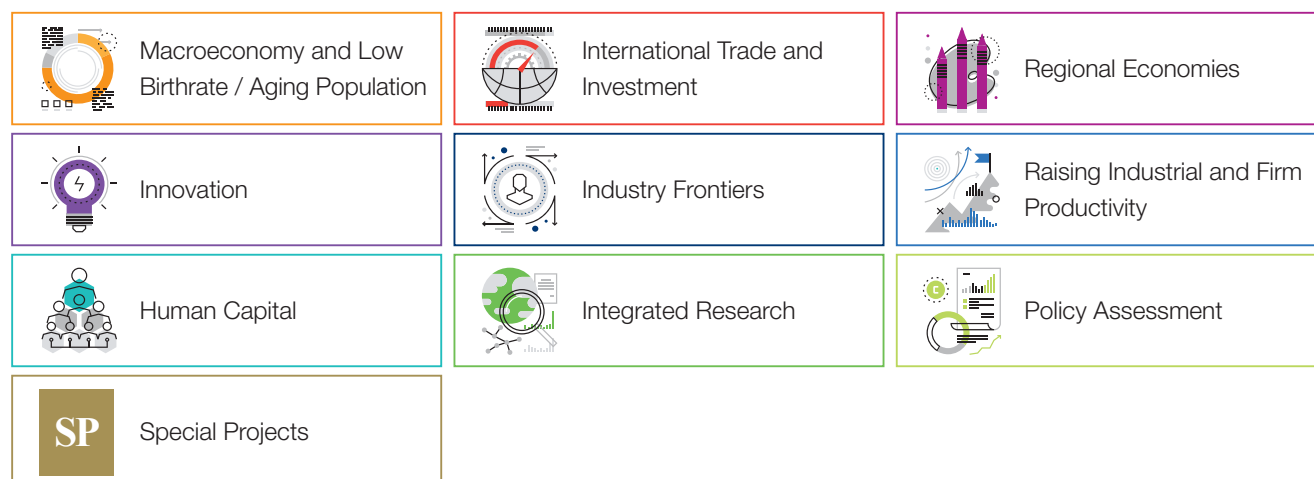 Macroeconomy and Low
Birthrate / Aging Population
International Trade and
Investment
Regional Economies
Innovation
Industry Frontiers
Raising Industrial and Firm
Productivity
Human Capital
Integrated Research
Policy Assessment
SP
Special Projects